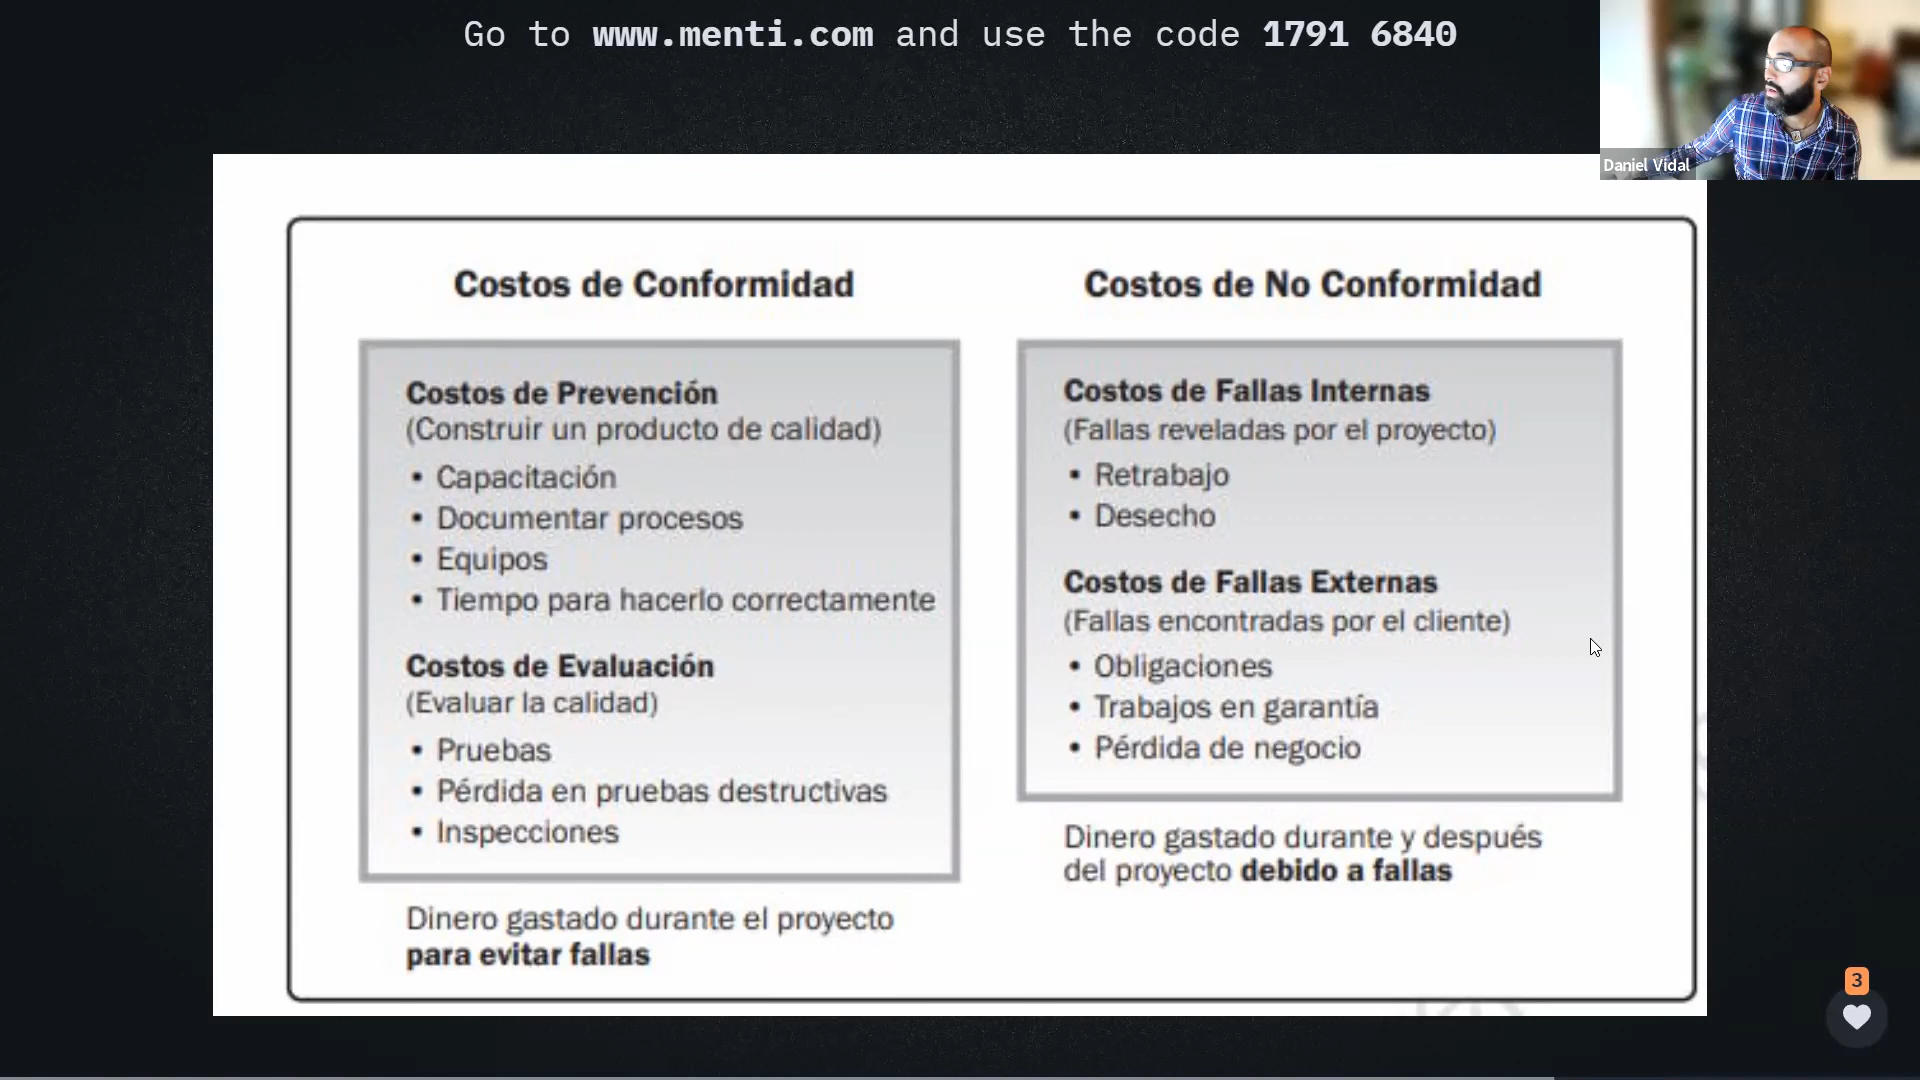 Go to www.menti.com and use the code 1791 6840
Daniel Vidal
Costos de Conformidad
Costos de Prevención
(Construir un producto de calidad)
• Capacitación
• Documentar procesos
• Equipos
• Tiempo para hacerlo correctamente
Costos de Evaluación
(Evaluar la calidad)
• Pruebas
• Pérdida en pruebas destructivas
• Inspecciones
Dinero gastado durante el proyecto
para evitar fallas
Costos de No Conformidad
Costos de Fallas Internas
(Fallas reveladas por el proyecto)
• Retrabajo
• Desecho
Costos de Fallas Externas
(Fallas encontradas por el cliente)
• Obligaciones
• Trabajos en garantía
• Pérdida de negocio
Dinero gastado durante y después
del proyecto debido a fallas
3